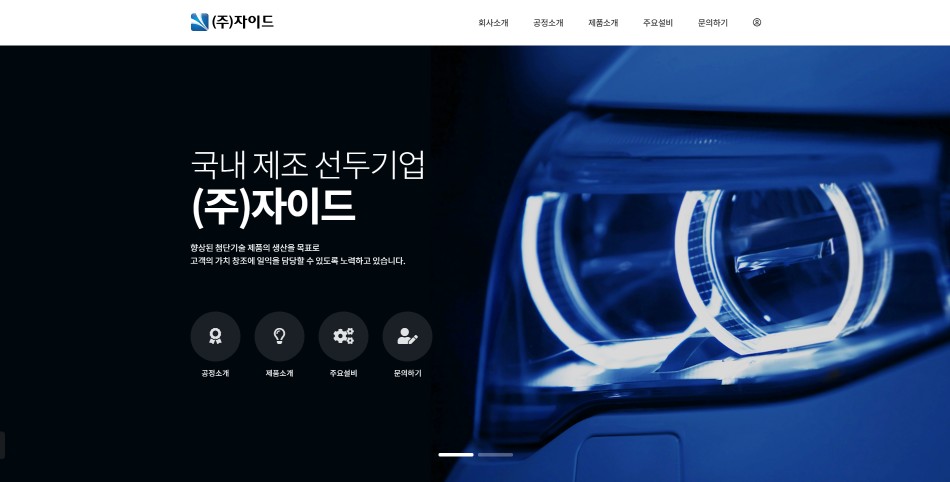 (주)자이드
회사소개
공정소개
제품소개
주요설비
문의하기
국내 제조 선두기업
(주)자이드
향상된 첨단기술 제품의 생산을 목표로
고객의 가치 창조에 일익을 담당할 수 있도록 노력하고 있습니다.
공정소개
제품소개
주요설비
문의하기